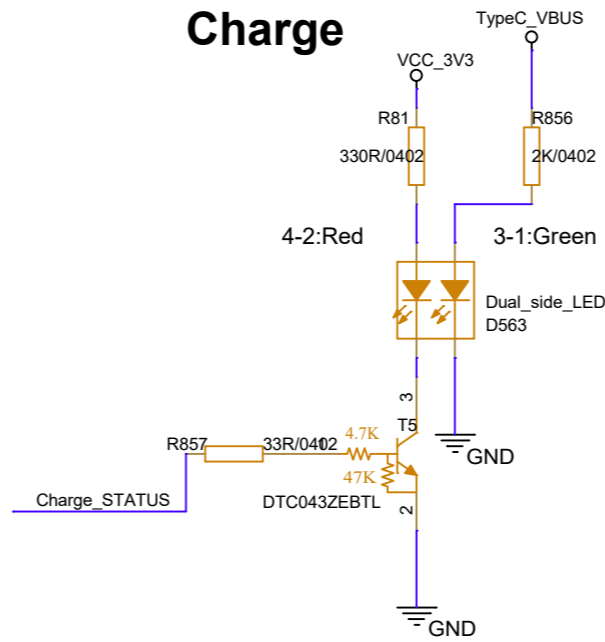 Charge
TypeC_VBUS
VCC_3V3
R81
R856
330R/0402
2K/0402
4-2:Red
3-1:Green
Dual_side_LED
D563
3
T5
R857
33R/0402
4.7K
GND
47K
Charge_STATUS
DTC043ZEBTL
2
GND